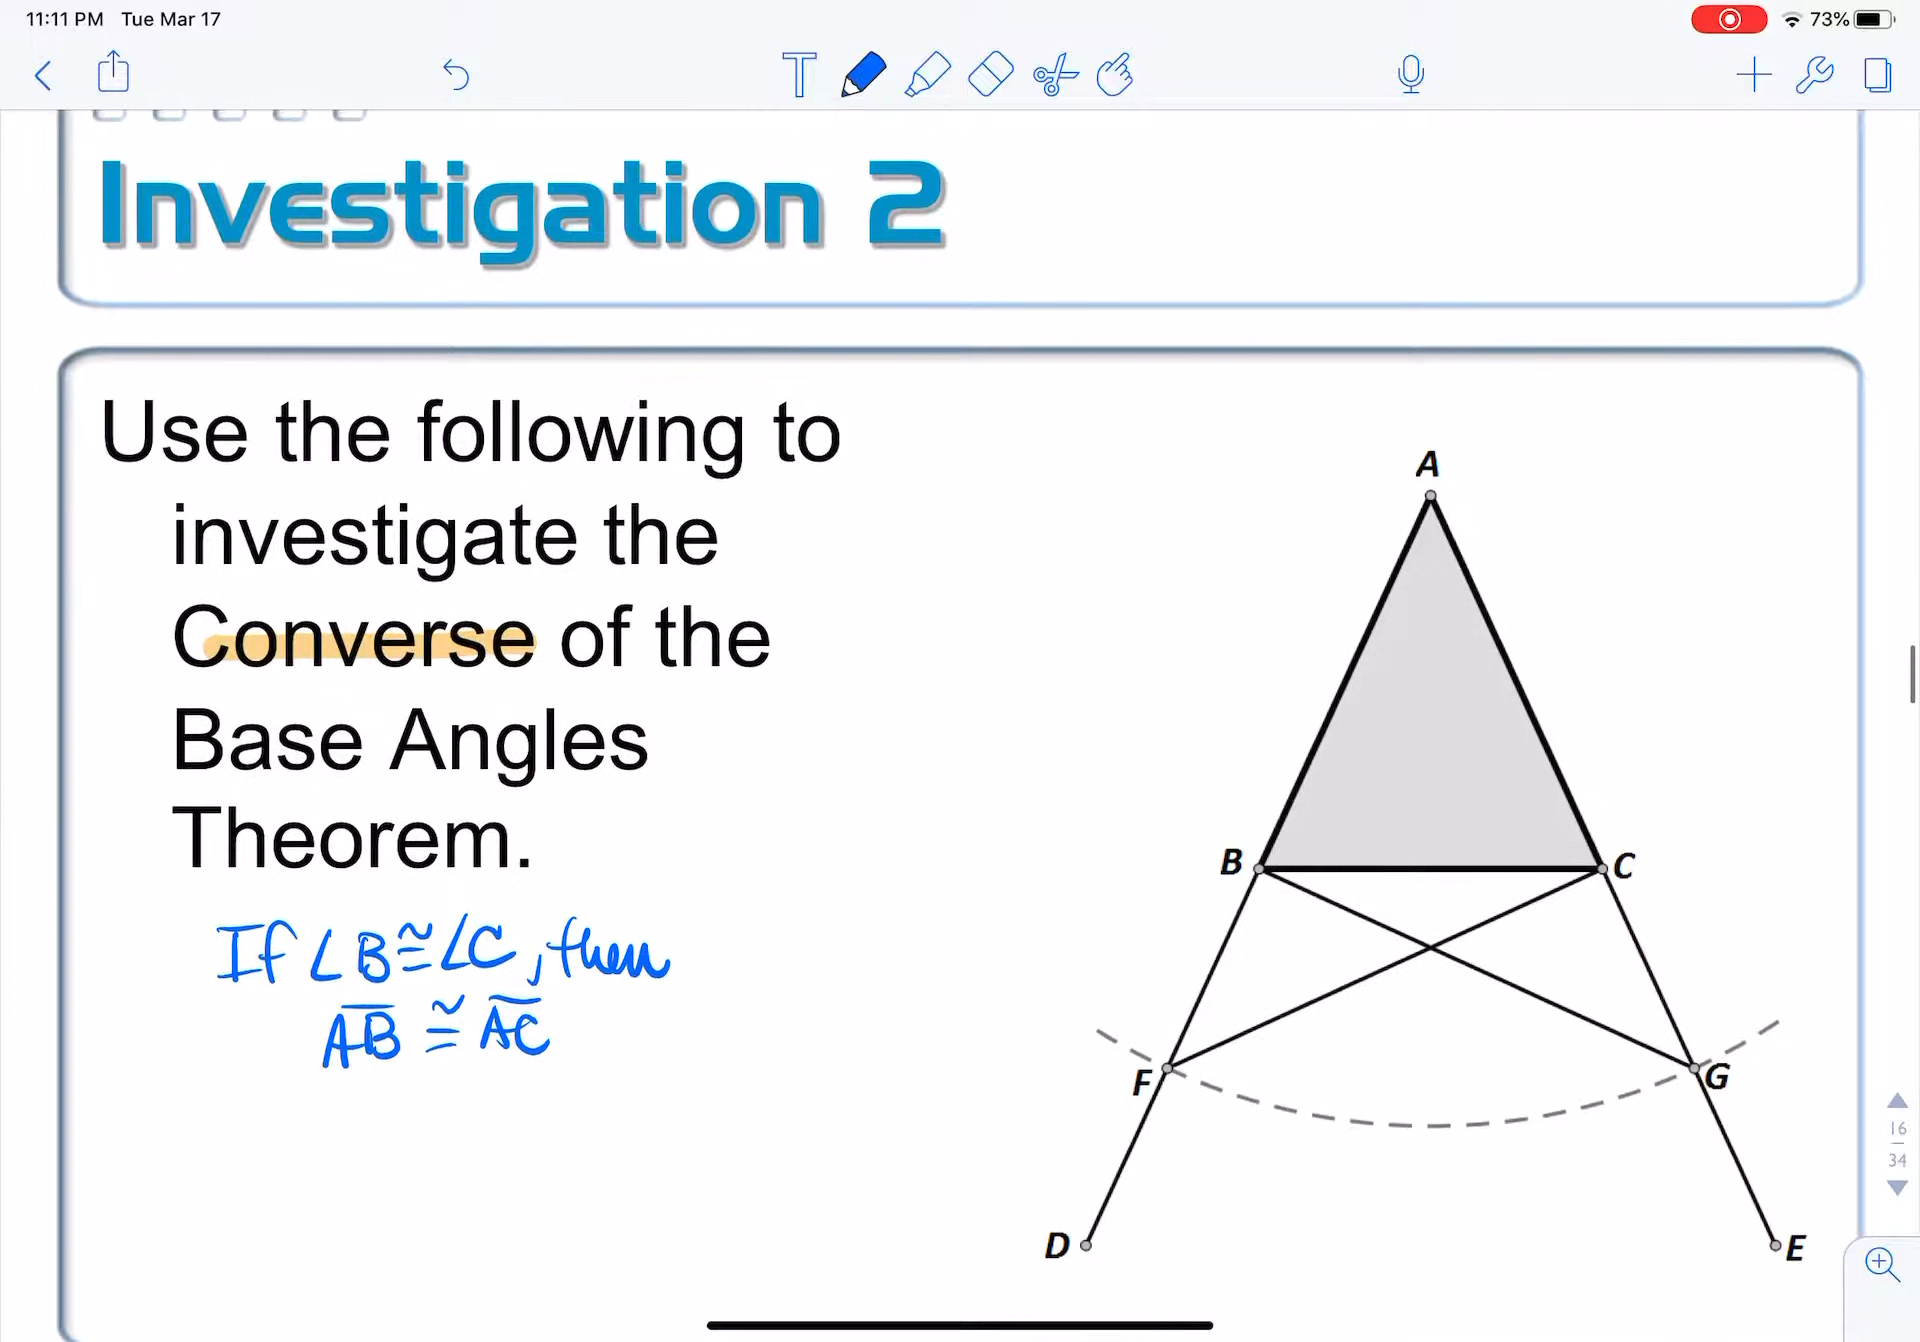 11:11 PM Tue Mar 17
73%
T
Investigation 2
Use the following to
investigate the
Converse of the
Base Angles
Theorem.
If ∠B ≅ ∠C, then
AB ≅ AC
A
B
C
F
G
D
E
16
34